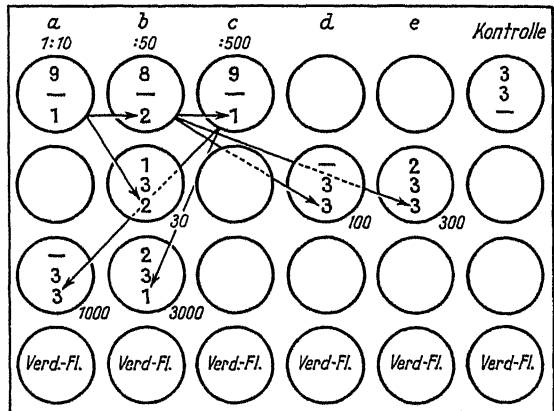 a b c d e Kontrolle
1:10 :50 :500
9 8 9 3
— — — 3
1 2 1 —
1 — 2
3 3 3
2 3 3
30 100 300
— 2
3 3
3 1
1000 3000
Verd.-Fl. Verd-Fl. Verd.-Fl. Verd.-Fl. Verd.-Fl. Verd-Fl.